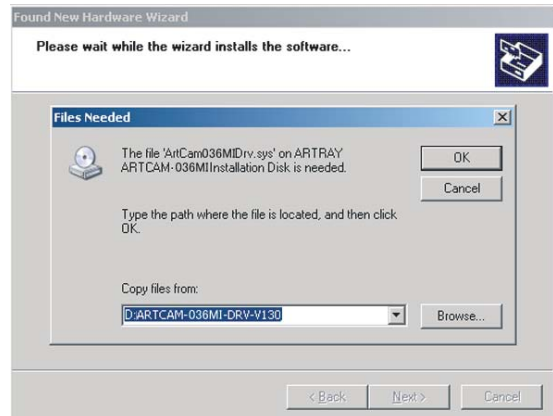 Found New Hardware Wizard
Please wait while the wizard installs the software...
Files Needed
The file 'ArtCam036MIDrv.sys' on ARTRAY
ARTCAM-036MIInstallation Disk is needed.
OK
Cancel
Type the path where the file is located, and then click
OK.
Copy files from:
D:ARTCAM-036MI-DRV-V130
Browse...
< Back
Next >
Cancel